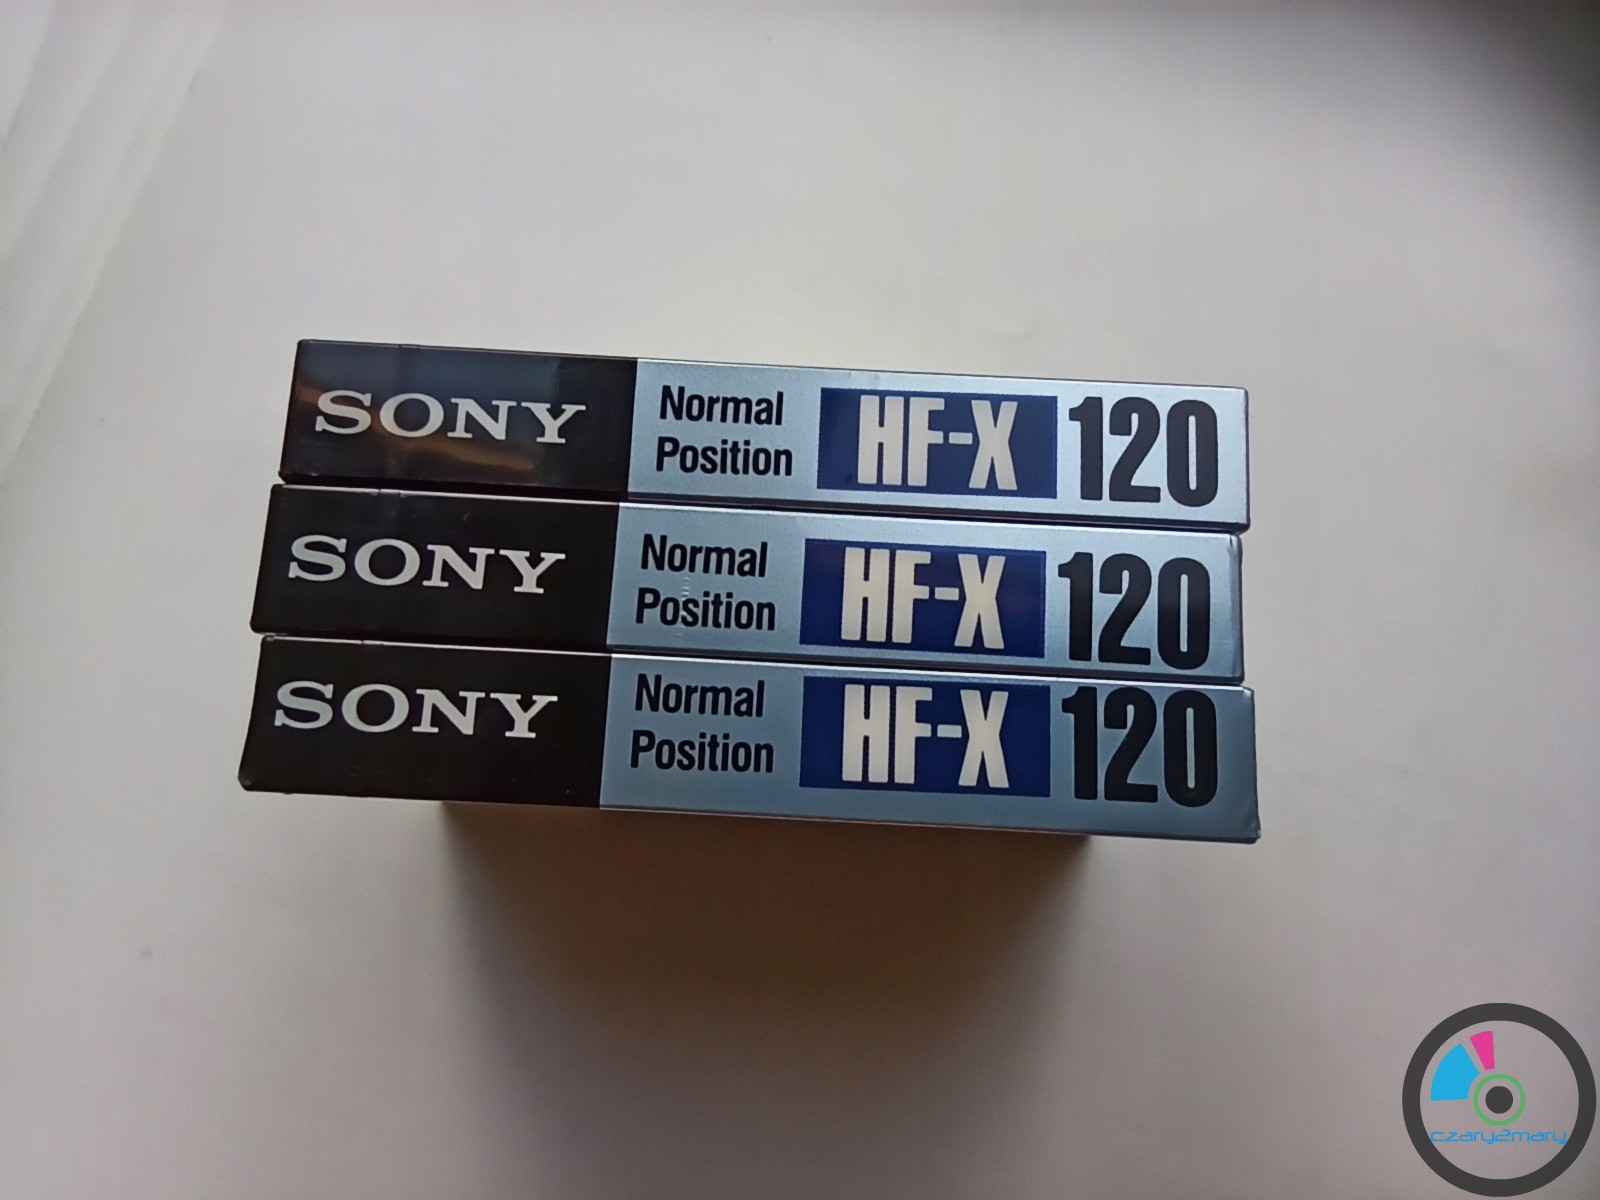 SONY Normal Position HF-X 120
SONY Normal Position HF-X 120
SONY Normal Position HF-X 120
czary2mary